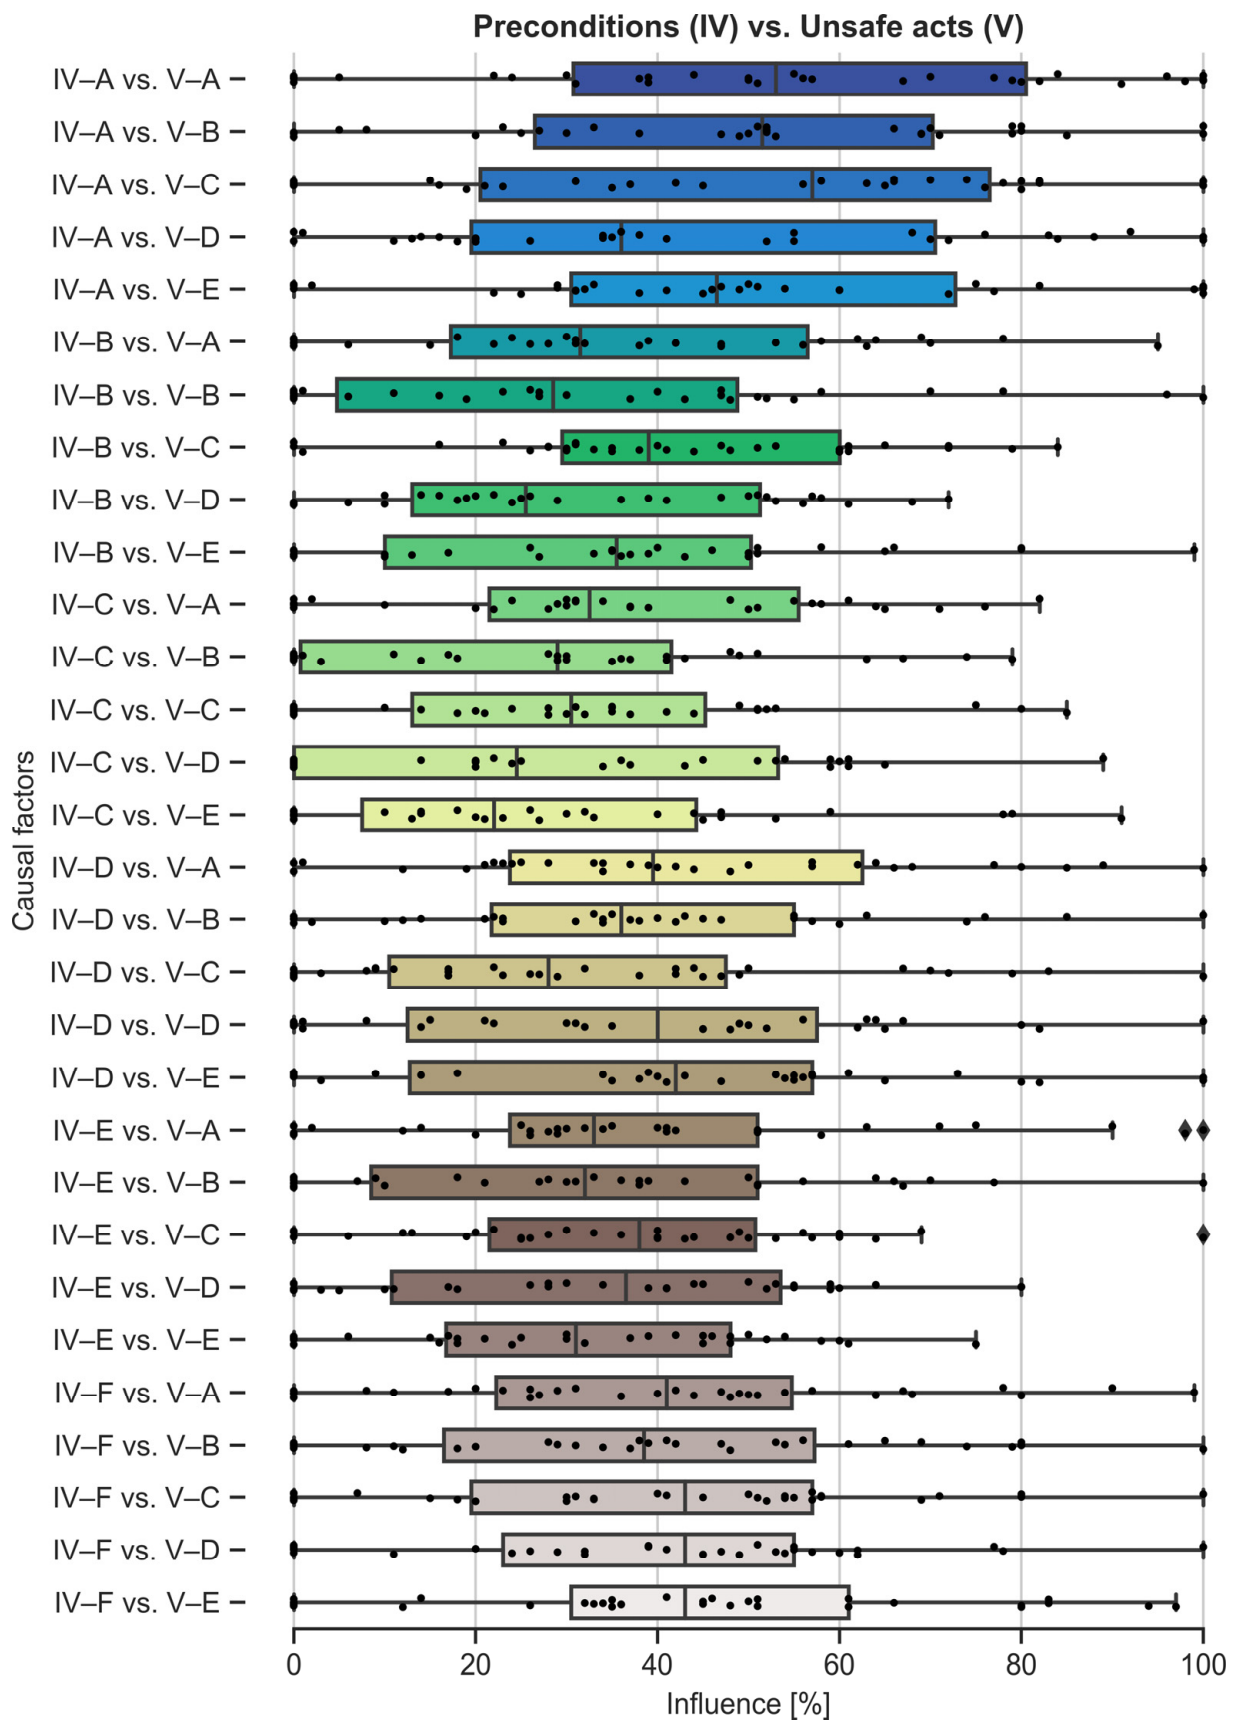 Preconditions (IV) vs. Unsafe acts (V)
IV–A vs. V–A
IV–A vs. V–B
IV–A vs. V–C
IV–A vs. V–D
IV–A vs. V–E
IV–B vs. V–A
IV–B vs. V–B
IV–B vs. V–C
IV–B vs. V–D
IV–B vs. V–E
IV–C vs. V–A
IV–C vs. V–B
IV–C vs. V–C
IV–C vs. V–D
IV–C vs. V–E
IV–D vs. V–A
IV–D vs. V–B
IV–D vs. V–C
IV–D vs. V–D
IV–D vs. V–E
IV–E vs. V–A
IV–E vs. V–B
IV–E vs. V–C
IV–E vs. V–D
IV–E vs. V–E
IV–F vs. V–A
IV–F vs. V–B
IV–F vs. V–C
IV–F vs. V–D
IV–F vs. V–E
Causal factors
0 20 40 60 80 100
Influence [%]